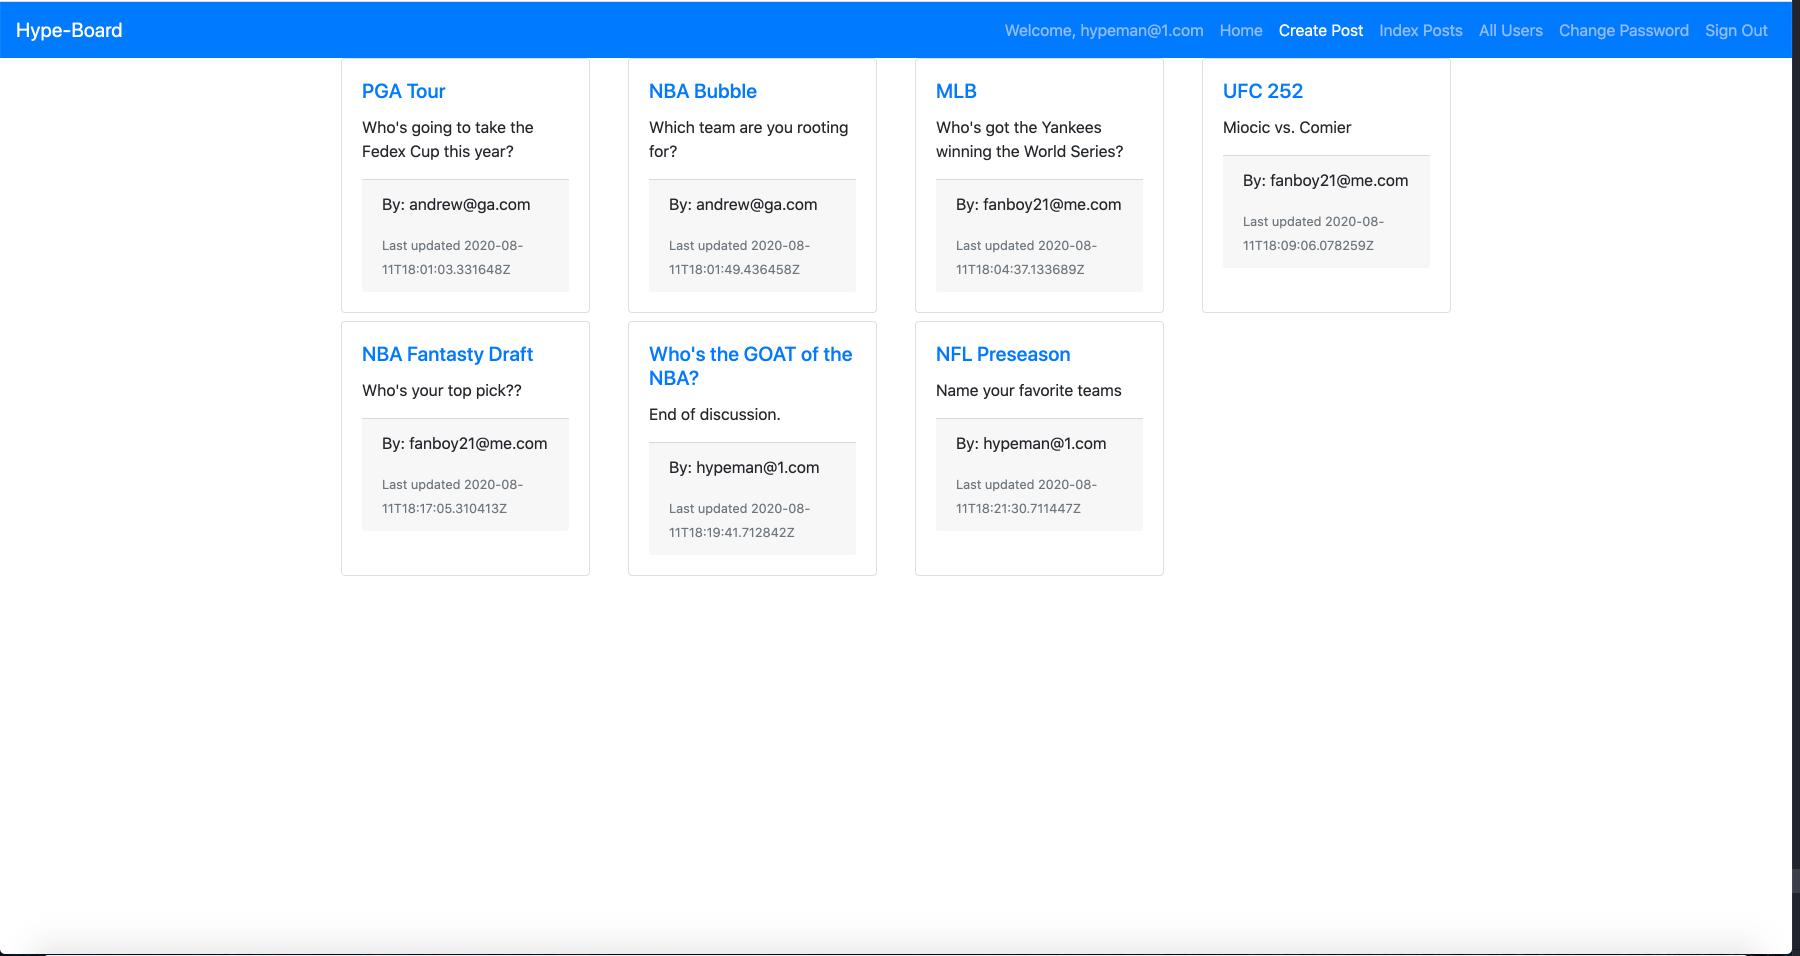 Hype-Board
Welcome, hypeman@1.com Home Create Post Index Posts All Users Change Password Sign Out
PGA Tour
Who's going to take the
Fedex Cup this year?
By: andrew@ga.com
Last updated 2020-08-
11T18:01:03.331648Z
NBA Bubble
Which team are you rooting
for?
By: andrew@ga.com
Last updated 2020-08-
11T18:01:49.436458Z
MLB
Who's got the Yankees
winning the World Series?
By: fanboy21@me.com
Last updated 2020-08-
11T18:04:37.133689Z
UFC 252
Miocic vs. Comier
By: fanboy21@me.com
Last updated 2020-08-
11T18:09:06.078259Z
NBA Fantasty Draft
Who's your top pick??
By: fanboy21@me.com
Last updated 2020-08-
11T18:17:05.310413Z
Who's the GOAT of the
NBA?
End of discussion.
By: hypeman@1.com
Last updated 2020-08-
11T18:19:41.712842Z
NFL Preseason
Name your favorite teams
By: hypeman@1.com
Last updated 2020-08-
11T18:21:30.711447Z